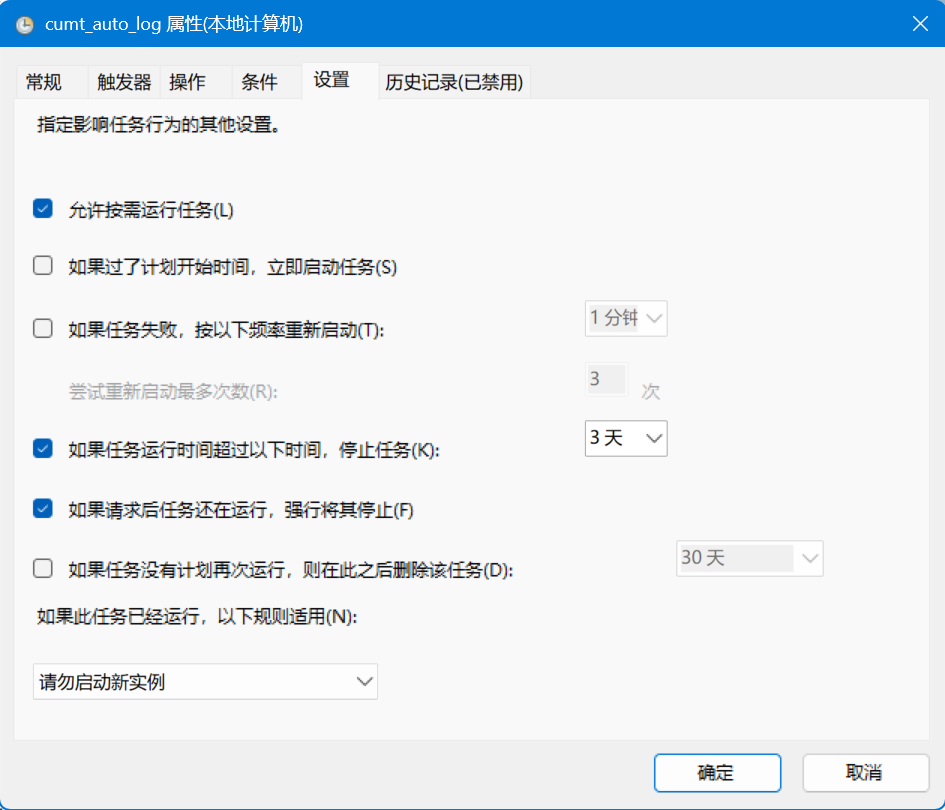 cumt_auto_log 属性(本地计算机)
常规 触发器 操作 条件 设置 历史记录(已禁用)
指定影响任务行为的其他设置。
允许按需运行任务(L)
如果过了计划开始时间，立即启动任务(S)
如果任务失败，按以下频率重新启动(T): 1 分钟
尝试重新启动最多次数(R): 3 次
如果任务运行时间超过以下时间，停止任务(K): 3 天
如果请求后任务还在运行，强行将其停止(F)
如果任务没有计划再次运行，则在此之后删除该任务(D): 30 天
如果此任务已经运行，以下规则适用(N):
请勿启动新实例
确定 取消